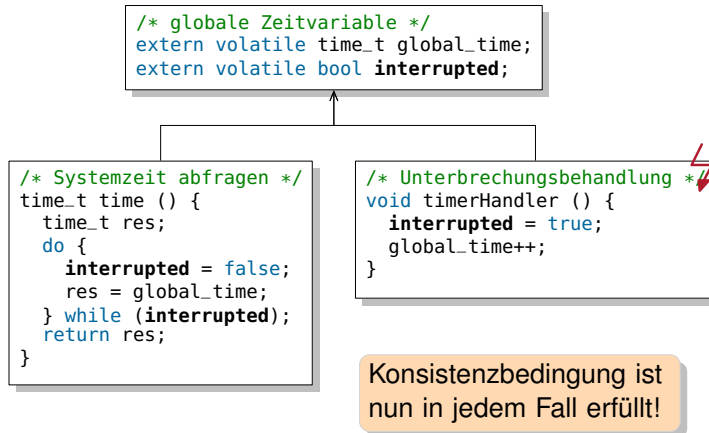 /* globale Zeitvariable */
extern volatile time_t global_time;
extern volatile bool interrupted;
/* Systemzeit abfragen */
time_t time () {
  time_t res;
  do {
    interrupted = false;
    res = global_time;
  } while (interrupted);
  return res;
}
/* Unterbrechungsbehandlung */
void timerHandler () {
  interrupted = true;
  global_time++;
}
Konsistenzbedingung ist
nun in jedem Fall erfüllt!